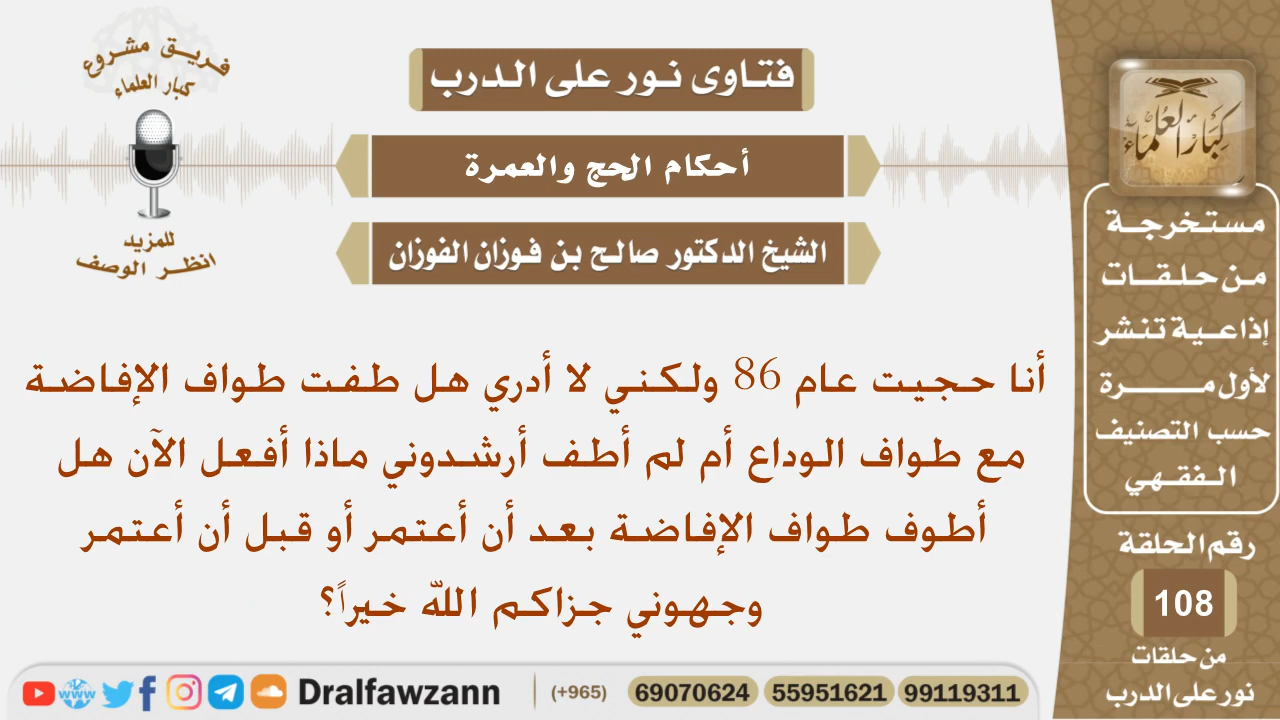 فريق مشروع
كبار العلماء
للمزيد
انظر الوصف
فتاوى نور على الدرب
أحكام الحج والعمرة
الشيخ الدكتور صالح بن فوزان الفوزان
أنا حجيت عام 86 ولكني لا أدري هل طفت طواف الإفاضة
مع طواف الوداع أم لم أطف أرشدوني ماذا أفعل الآن هل
أطوف طواف الإفاضة بعد أن أعتمر أو قبل أن أعتمر
وجهوني جزاكم الله خيراً؟
كبار العلماء
مستخرجة
من حلقات
إذاعية تنشر
لأول مرة
حسب التصنيف
الفقهي
رقم الحلقة
108
من حلقات
نور على الدرب
www
Dralfawzann
(+965)
69070624
55951621
99119311